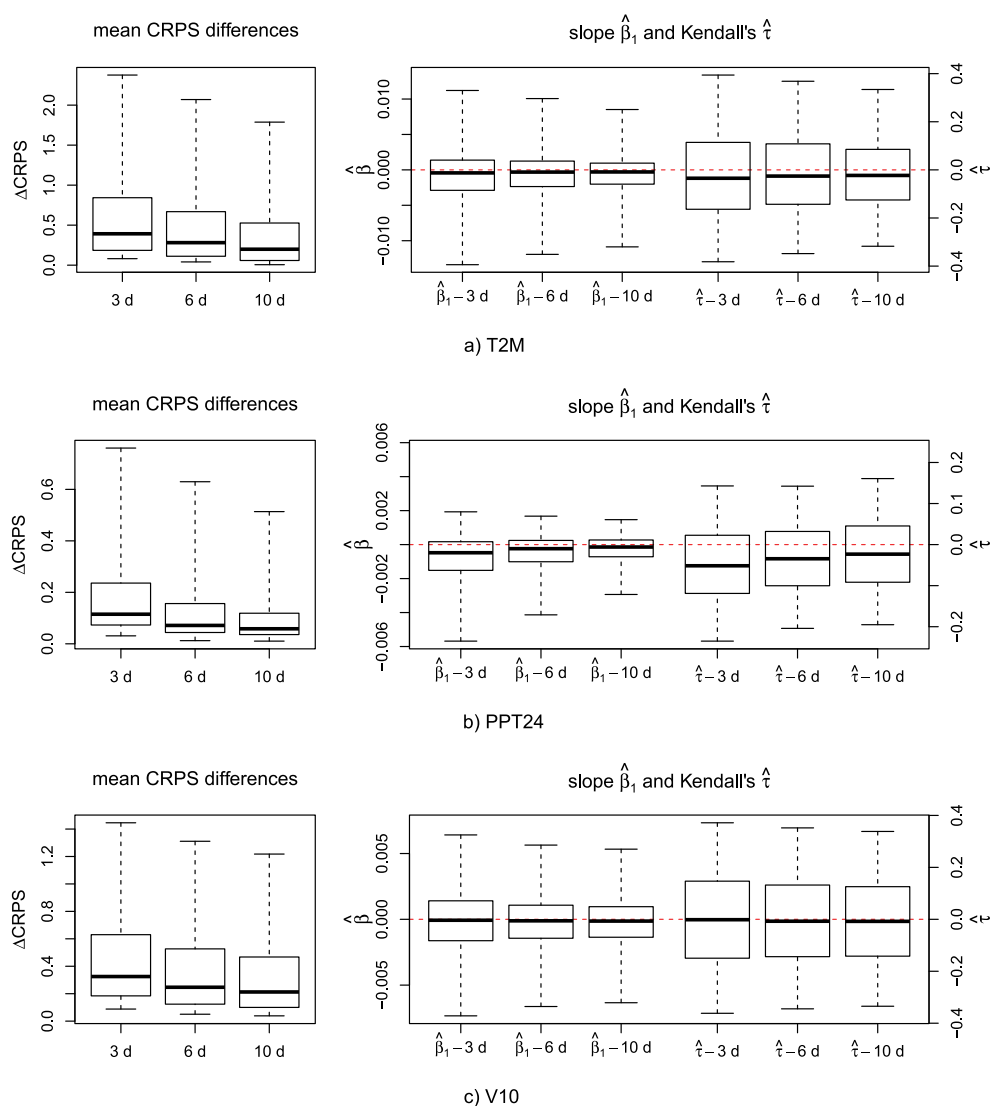 mean CRPS differences
slope β̂₁ and Kendall's τ̂
ΔCRPS
0.0 0.5 1.0 1.5 2.0
3 d 6 d 10 d
β̂
−0.010 0.000 0.010
β̂₁ – 3 d β̂₁ – 6 d β̂₁ – 10 d τ̂ – 3 d τ̂ – 6 d τ̂ – 10 d
−0.4 −0.2 0.0 0.2 0.4
τ̂
a) T2M
mean CRPS differences
slope β̂₁ and Kendall's τ̂
ΔCRPS
0.0 0.2 0.4 0.6
3 d 6 d 10 d
β̂
−0.006 −0.002 0.002 0.006
β̂₁ – 3 d β̂₁ – 6 d β̂₁ – 10 d τ̂ – 3 d τ̂ – 6 d τ̂ – 10 d
−0.2 0.0 0.1 0.2
τ̂
b) PPT24
mean CRPS differences
slope β̂₁ and Kendall's τ̂
ΔCRPS
0.0 0.4 0.8 1.2
3 d 6 d 10 d
β̂
−0.005 0.000 0.005
β̂₁ – 3 d β̂₁ – 6 d β̂₁ – 10 d τ̂ – 3 d τ̂ – 6 d τ̂ – 10 d
−0.4 −0.2 0.0 0.2 0.4
τ̂
c) V10